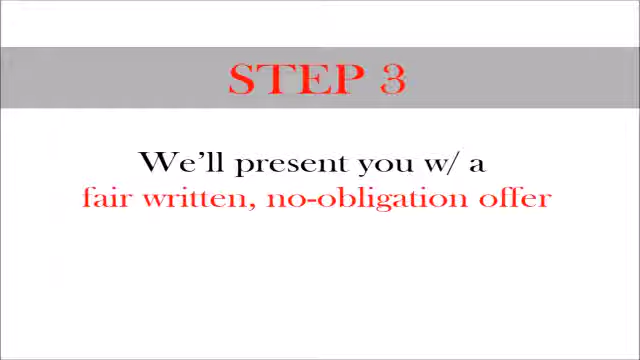 STEP 3
We'll present you w/ a
fair written, no-obligation offer